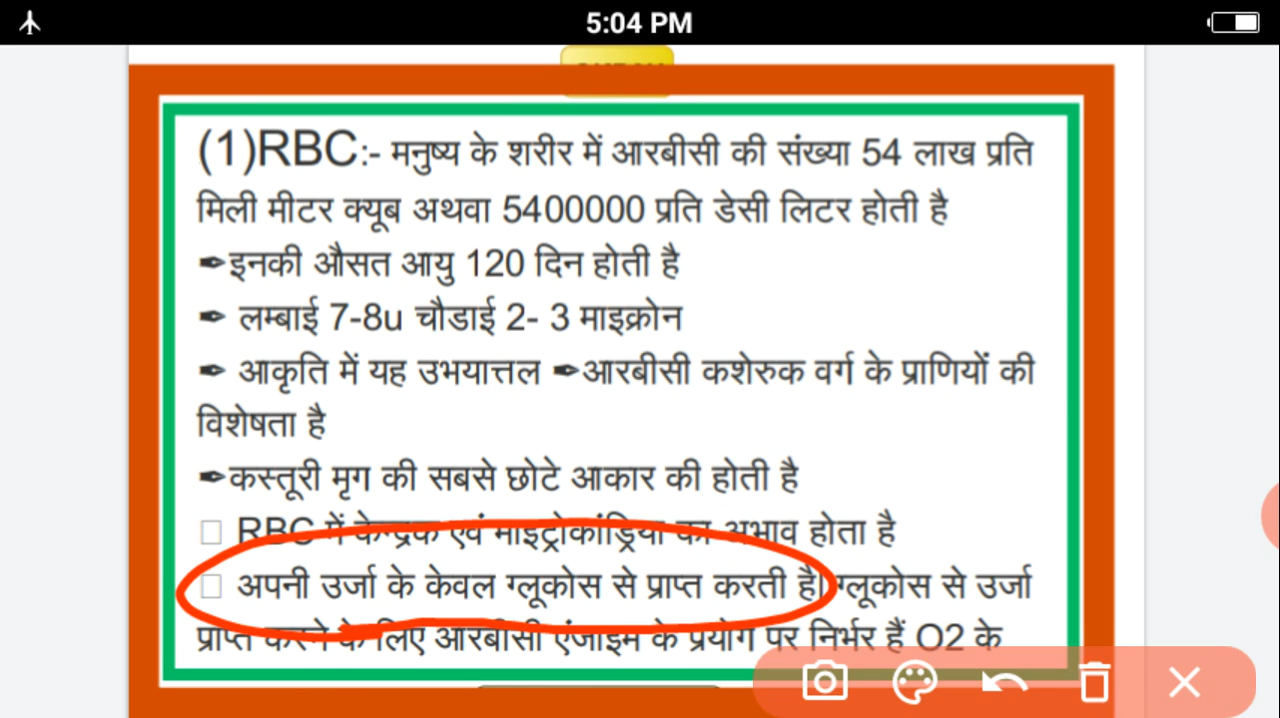 5:04 PM
(1)RBC:- मनुष्य के शरीर में आरबीसी की संख्या 54 लाख प्रति
मिली मीटर क्यूब अथवा 5400000 प्रति डेसी लिटर होती है
✒इनकी औसत आयु 120 दिन होती है
✒ लम्बाई 7-8u चौडाई 2- 3 माइक्रोन
✒ आकृति में यह उभयात्तल ✒आरबीसी कशेरुक वर्ग के प्राणियों की
विशेषता है
✒कस्तूरी मृग की सबसे छोटे आकार की होती है
□ RBC में केन्द्रक एवं माइट्रोकांड्रिया का अभाव होता है
□ अपनी उर्जा के केवल ग्लूकोस से प्राप्त करती है। ग्लूकोस से उर्जा
प्राप्त करने के लिए आरबीसी एंजाइम के प्रयोग पर निर्भर हैं O2 के